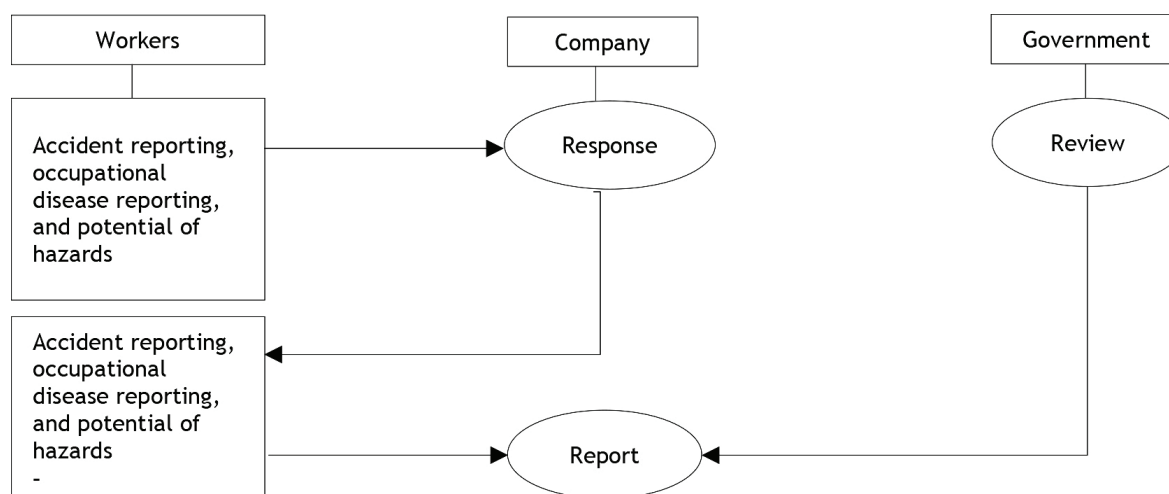 Workers
Company
Government
Accident reporting,
occupational
disease reporting,
and potential of
hazards
Response
Review
Accident reporting,
occupational
disease reporting,
and potential of
hazards
-
Report